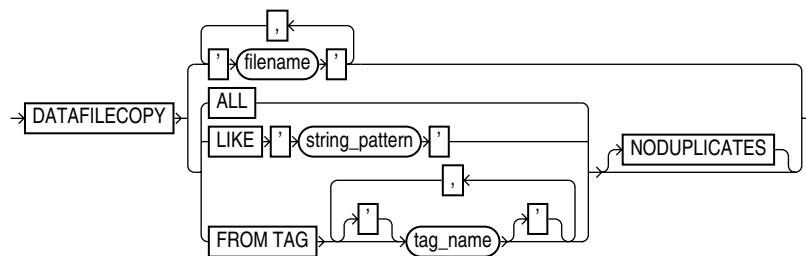 ,
' filename '
DATAFILECOPY
ALL
LIKE ' string_pattern '
NODUPLICATES
,
' '
FROM TAG tag_name